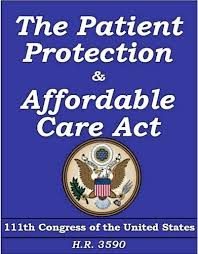 The Patient
Protection
&
Affordable
Care Act
111th Congress of the United States
H.R. 3590